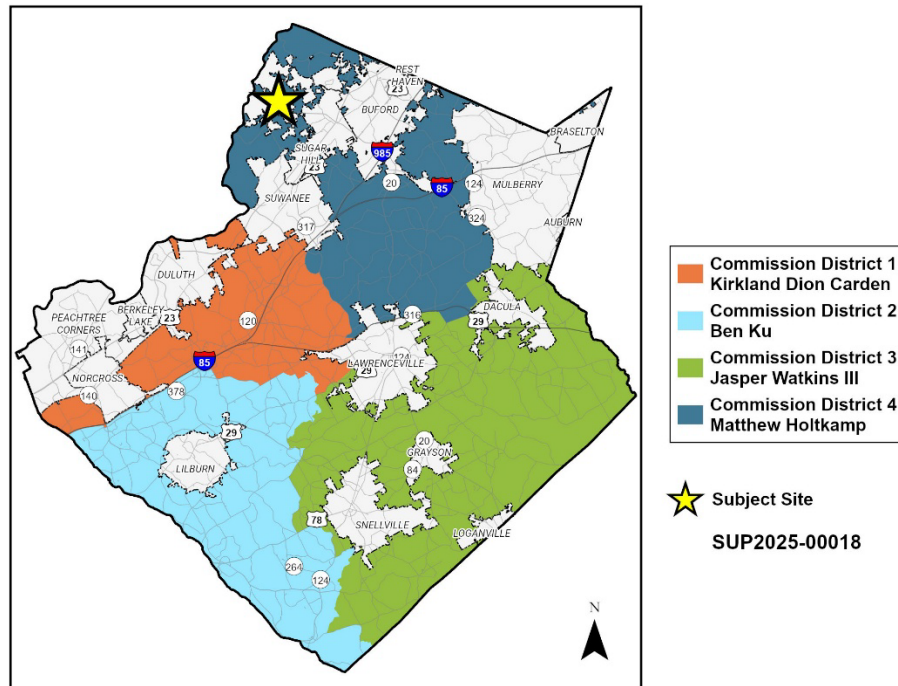 REST
HAVEN
23
BUFORD
BRASELTON
SUGAR
HILL
23
985
20
85
124
MULBERRY
SUWANEE
324
AUBURN
317
DULUTH
PEACHTREE
CORNERS
BERKELEY
LAKE
23
120
316
29
DACULA
141
85
LAWRENCEVILLE
124
29
NORCROSS
140
378
29
LILBURN
20
GRAYSON
84
78
SNELLVILLE
LOGANVILLE
264
124
N
Commission District 1
Kirkland Dion Carden
Commission District 2
Ben Ku
Commission District 3
Jasper Watkins III
Commission District 4
Matthew Holtkamp
Subject Site
SUP2025-00018